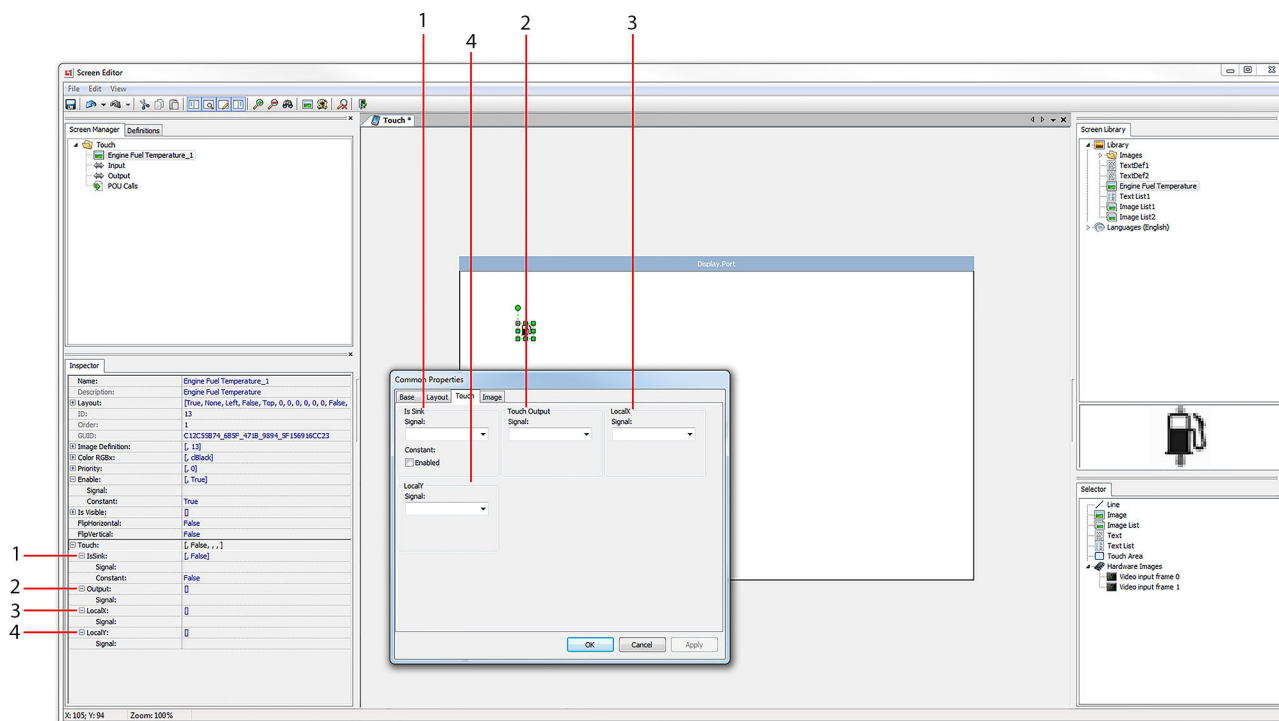 1
4
2
3
Screen Editor
File Edit View
Screen Manager Definitions
Touch
Engine Fuel Temperature_1
Input
Output
POU Calls
Touch *
Display.Port
Screen Library
Library
Images
TextDef1
TextDef2
Engine Fuel Temperature
Text List1
Image List1
Image List2
Languages (English)
Inspector
Name: Engine Fuel Temperature_1
Description: Engine Fuel Temperature
Layout: [True, None, Left, False, Top, 0, 0, 0, 0, 0, 0, False,
ID: 13
Order: 1
GUID: C12C55B74_6B5F_471B_9894_5F156916CC23
Image Definition: [, 13]
Color RGBx: [, clBlack]
Priority: [, 0]
Enable: [, True]
Signal:
Constant: True
Is Visible: []
FlipHorizontal: False
FlipVertical: False
Touch: [, False, , , ]
1
IsSink: [, False]
Signal:
Constant: False
2
Output: []
Signal:
3
LocalX: []
Signal:
4
LocalY: []
Signal:
Common Properties
Base Layout Touch Image
Is Sink
Signal:
Constant:
Enabled
Touch Output
Signal:
LocalX
Signal:
LocalY
Signal:
OK Cancel Apply
Selector
Line
Image
Image List
Text
Text List
Touch Area
Hardware Images
Video input frame 0
Video input frame 1
X: 105; Y: 94 Zoom: 100%